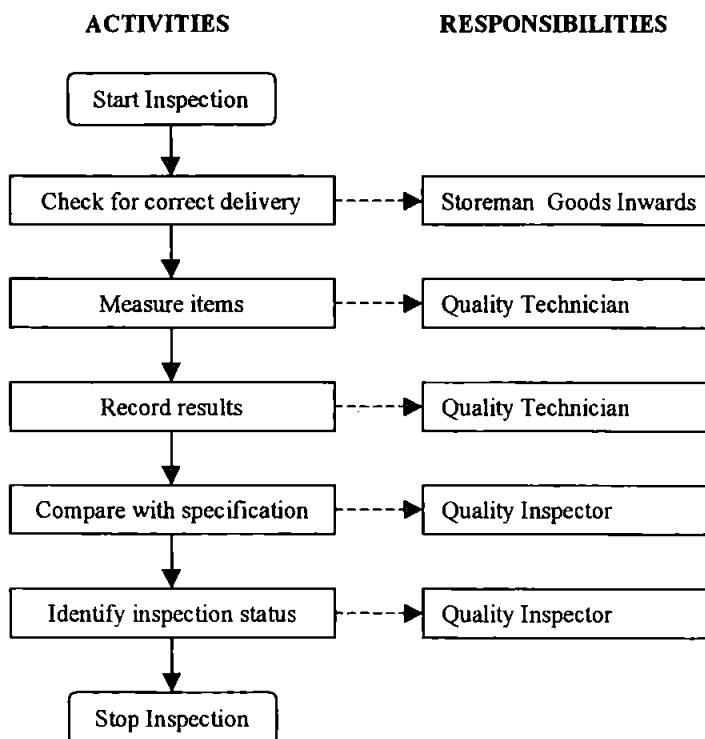 ACTIVITIES RESPONSIBILITIES
Start Inspection
Check for correct delivery Storeman Goods Inwards
Measure items Quality Technician
Record results Quality Technician
Compare with specification Quality Inspector
Identify inspection status Quality Inspector
Stop Inspection